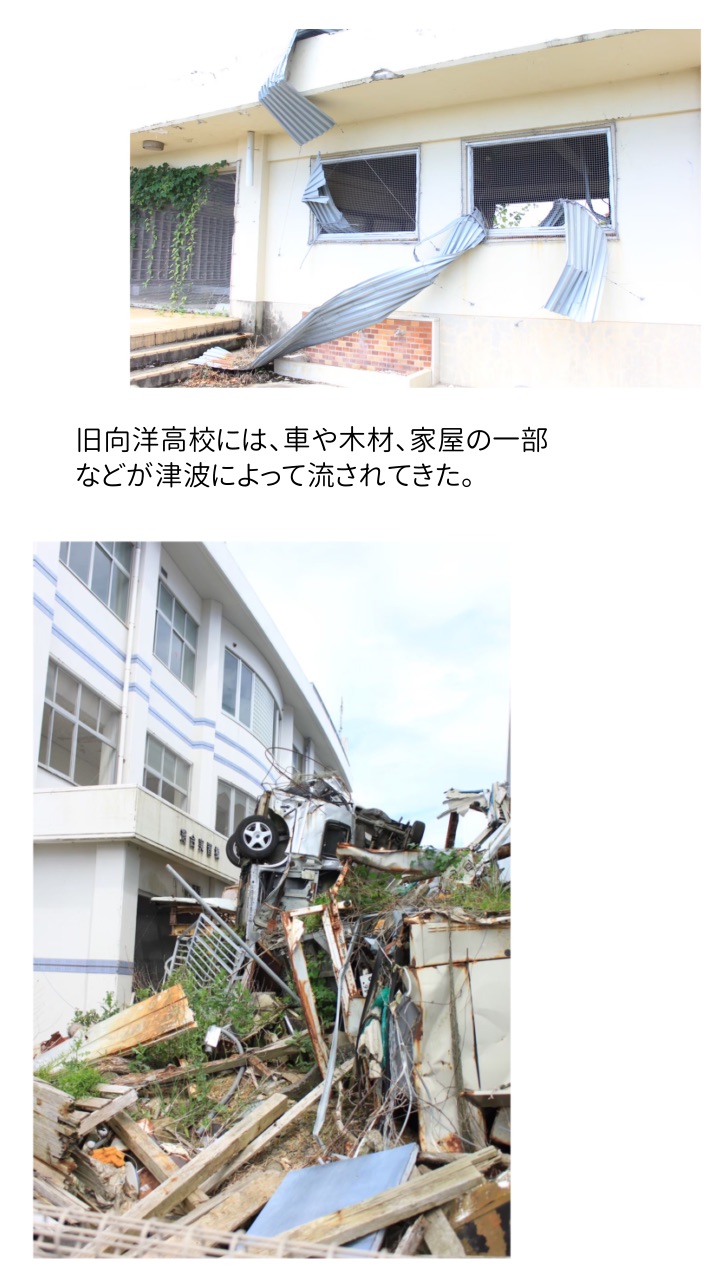 旧向洋高校には、車や木材、家屋の一部
などが津波によって流されてきた。